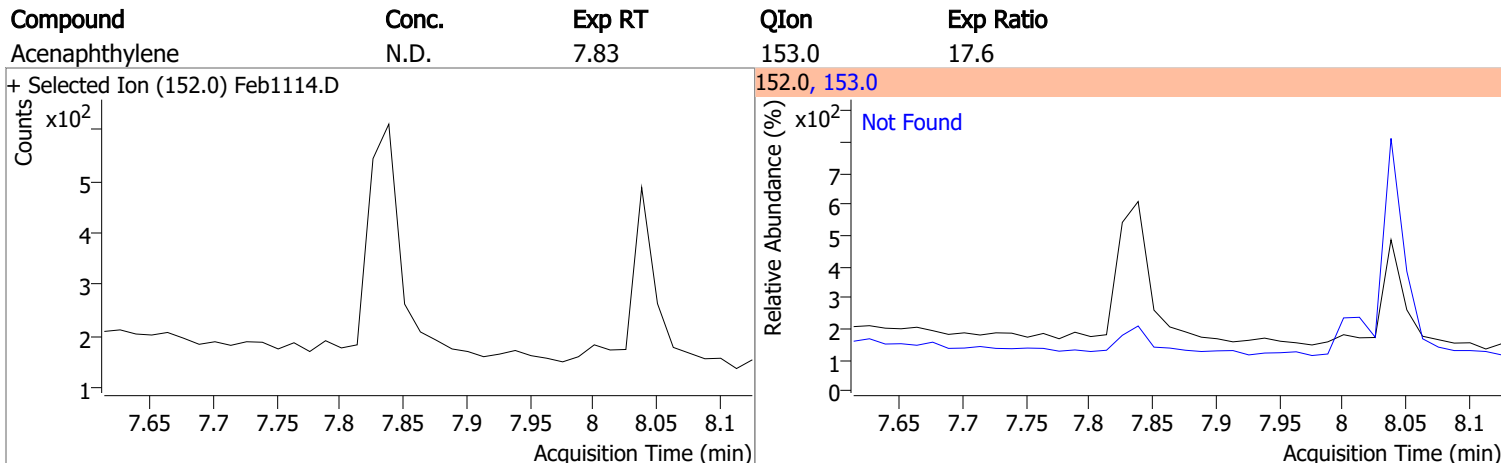 Compound Conc. Exp RT QIon Exp Ratio
Acenaphthylene N.D. 7.83 153.0 17.6
+ Selected Ion (152.0) Feb1114.D
Counts
x10²
5
4
3
2
1
7.65 7.7 7.75 7.8 7.85 7.9 7.95 8 8.05 8.1
Acquisition Time (min)
152.0, 153.0
Relative Abundance (%)
x10²
Not Found
7
6
5
4
3
2
1
0
7.65 7.7 7.75 7.8 7.85 7.9 7.95 8 8.05 8.1
Acquisition Time (min)